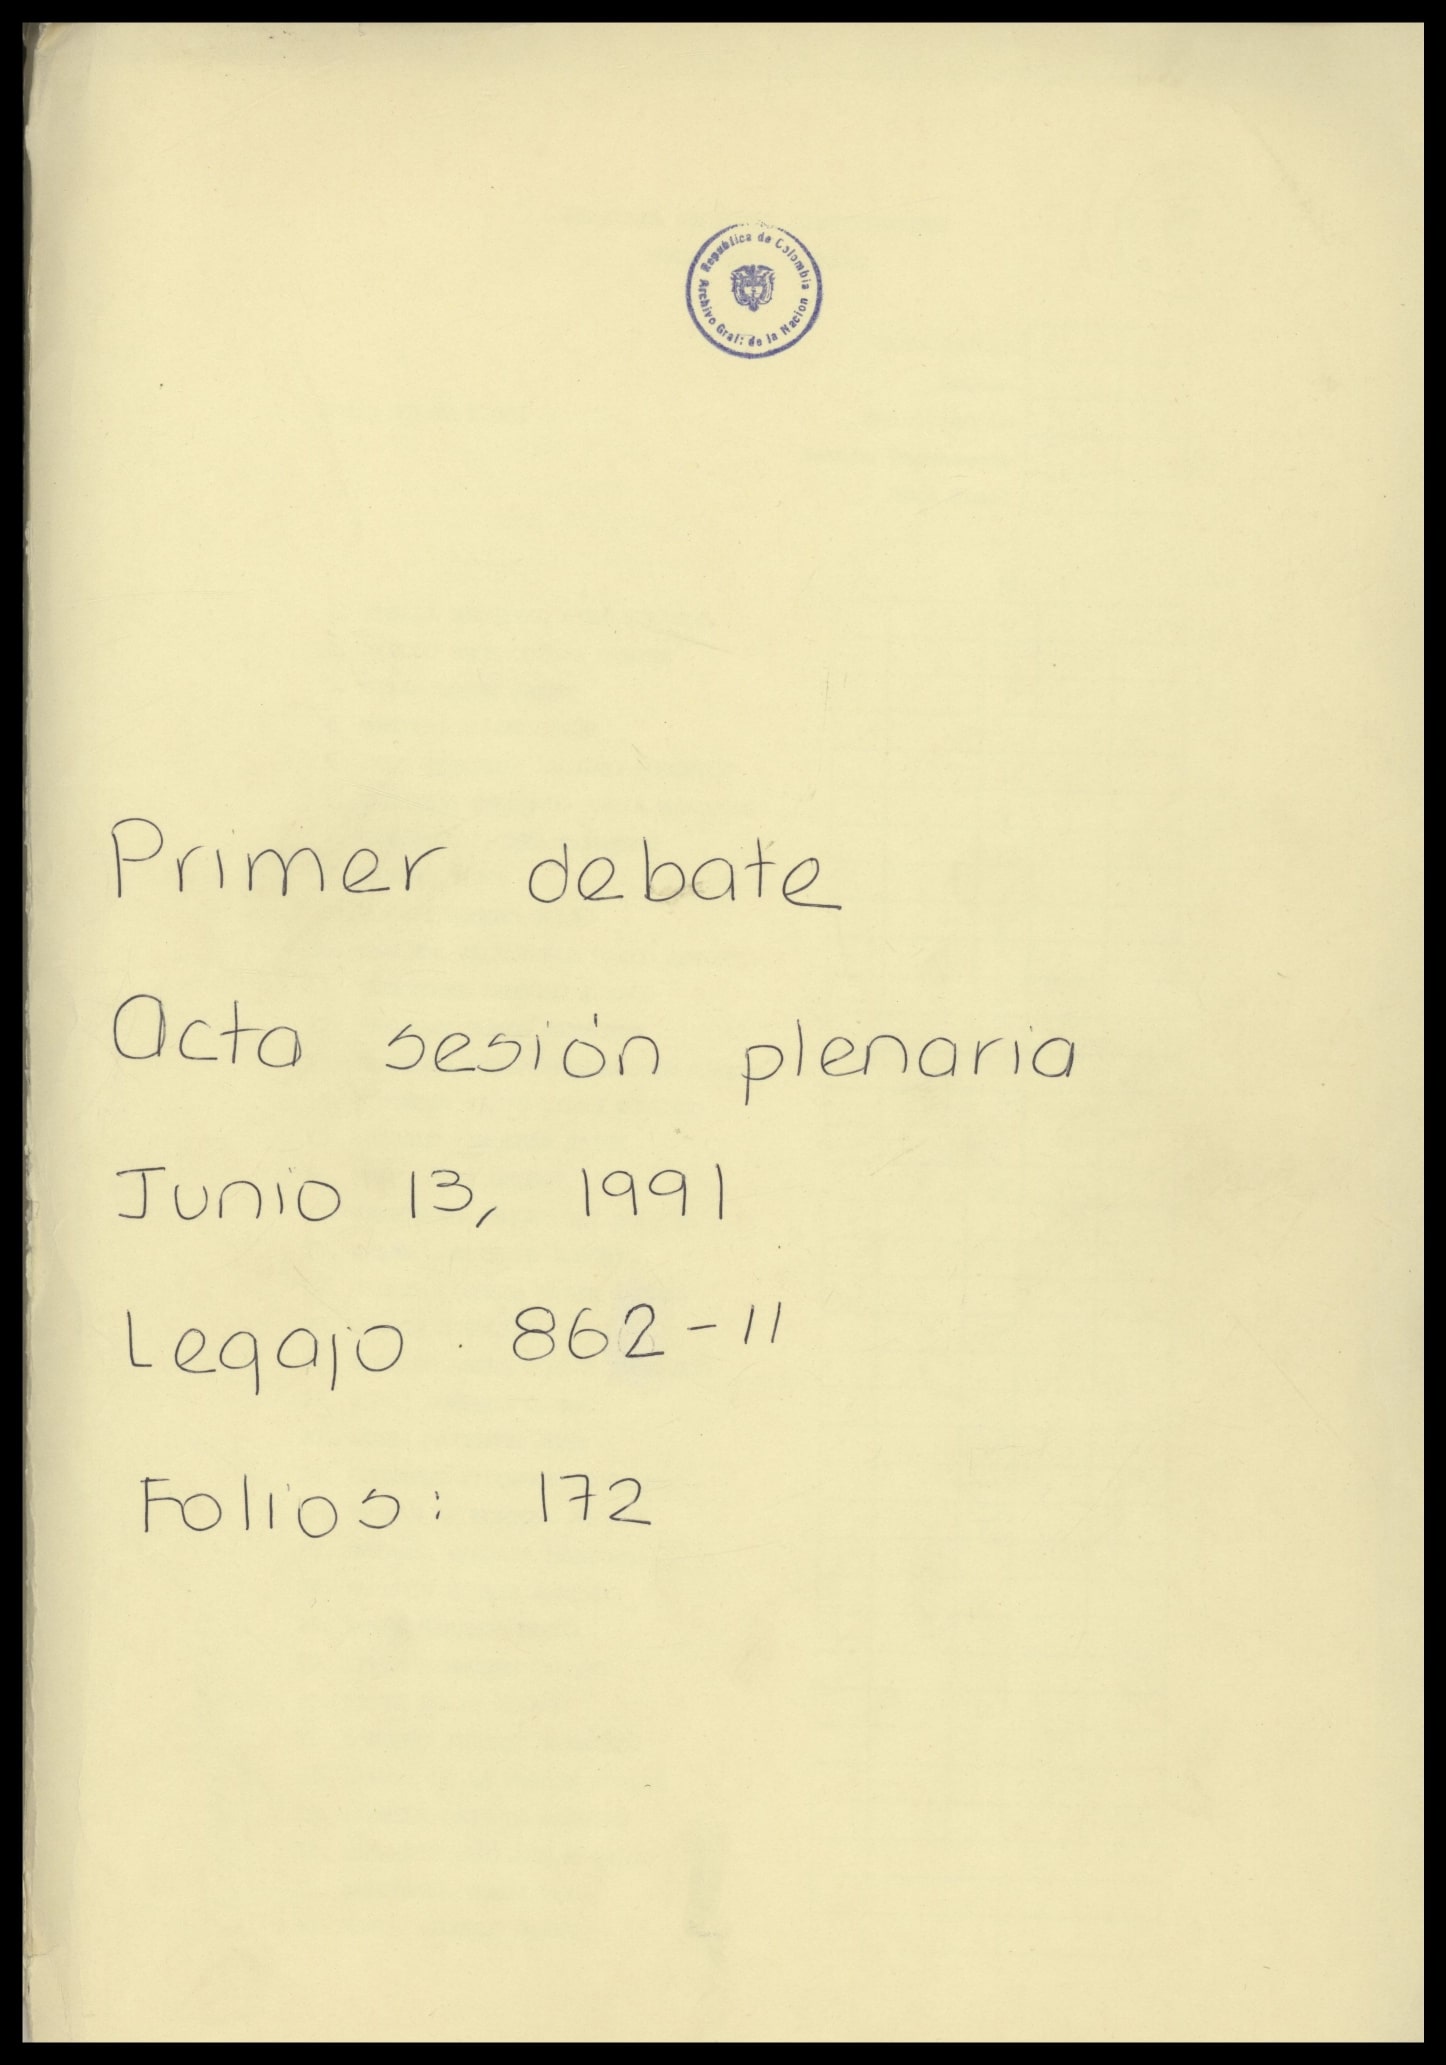 República de Colombia
Archivo Gral: de la Nacion
Primer debate
Acta sesión plenaria
Junio 13, 1991
Legajo. 862-11
Folios: 172